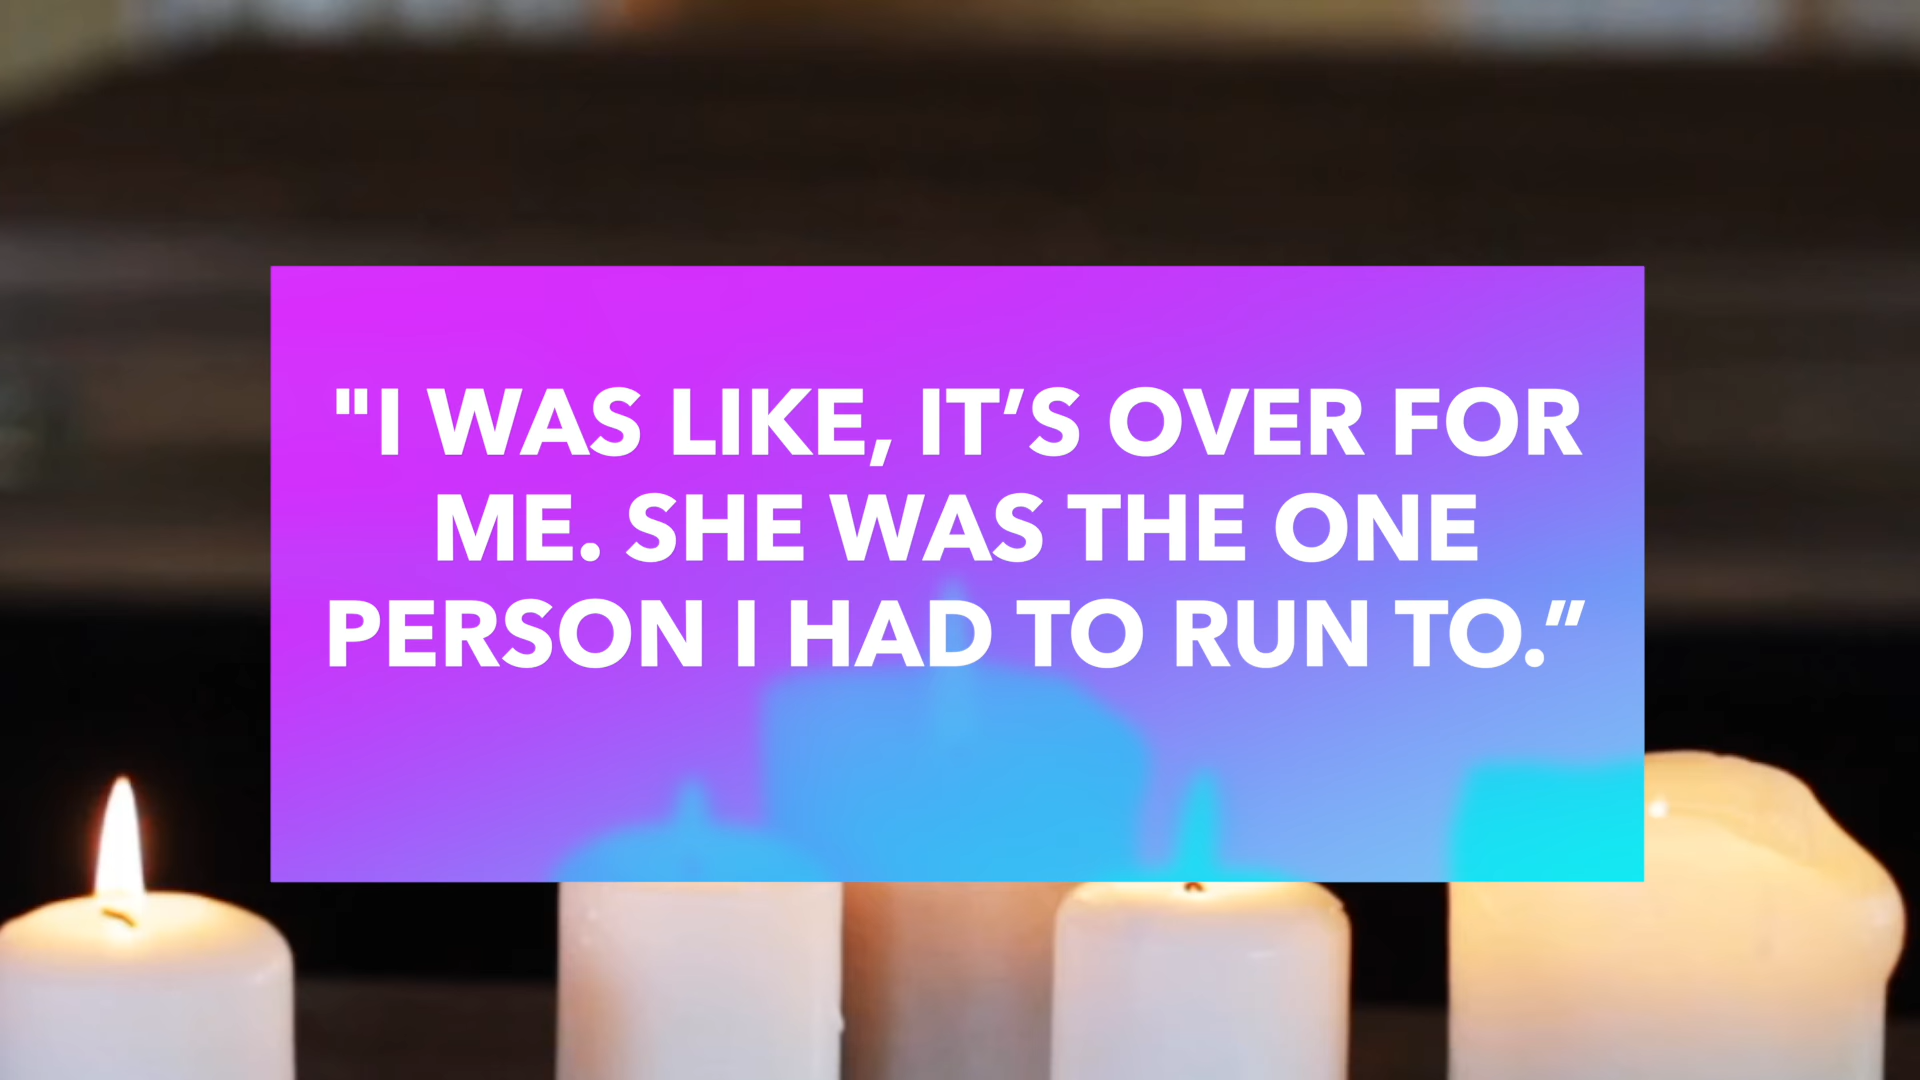 "I WAS LIKE, IT’S OVER FOR
ME. SHE WAS THE ONE
PERSON I HAD TO RUN TO.”